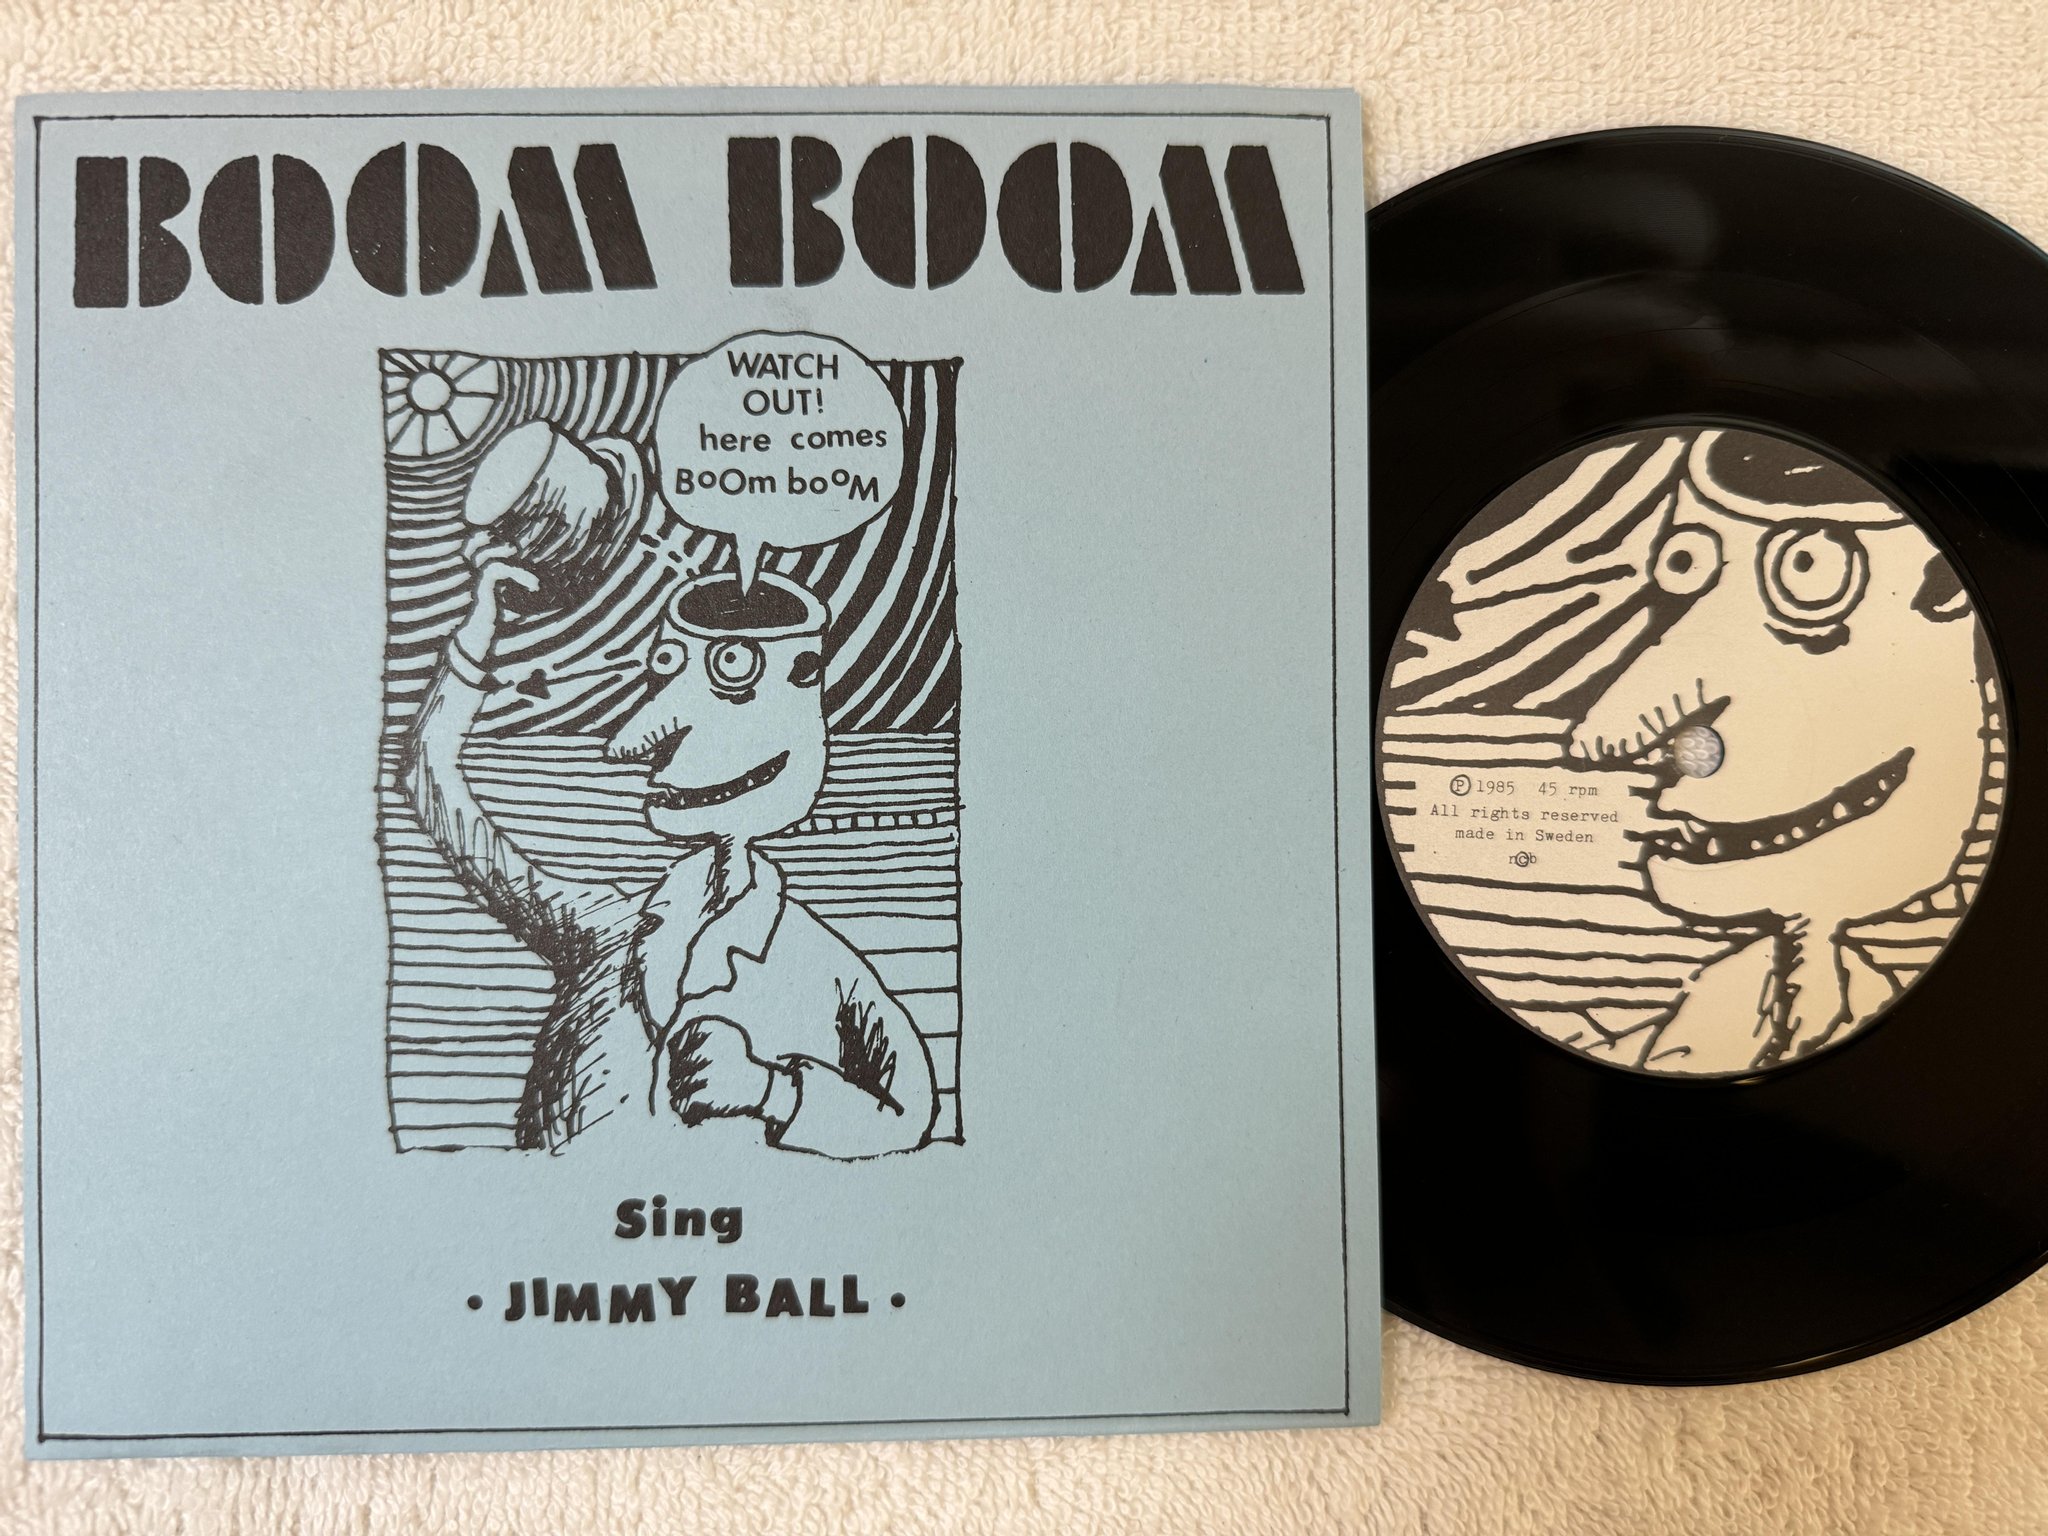 BOOM BOOM
WATCH
OUT!
here comes
BoOm booM
Sing
• JIMMY BALL •
Ⓟ 1985 45 rpm
All rights reserved
made in Sweden
n©b